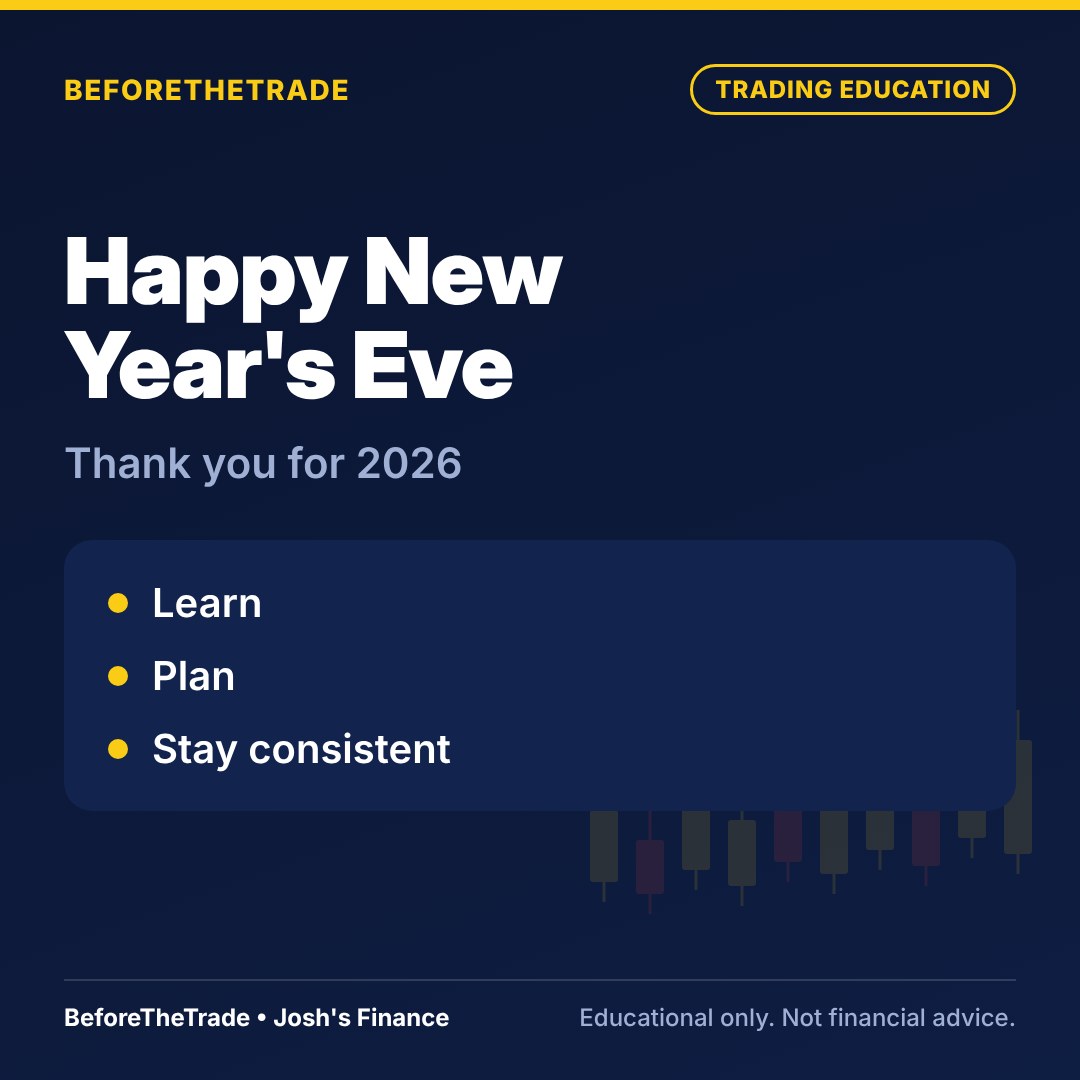 BEFORETHETRADE
TRADING EDUCATION
Happy New
Year's Eve
Thank you for 2026
Learn
Plan
Stay consistent
BeforeTheTrade • Josh's Finance
Educational only. Not financial advice.